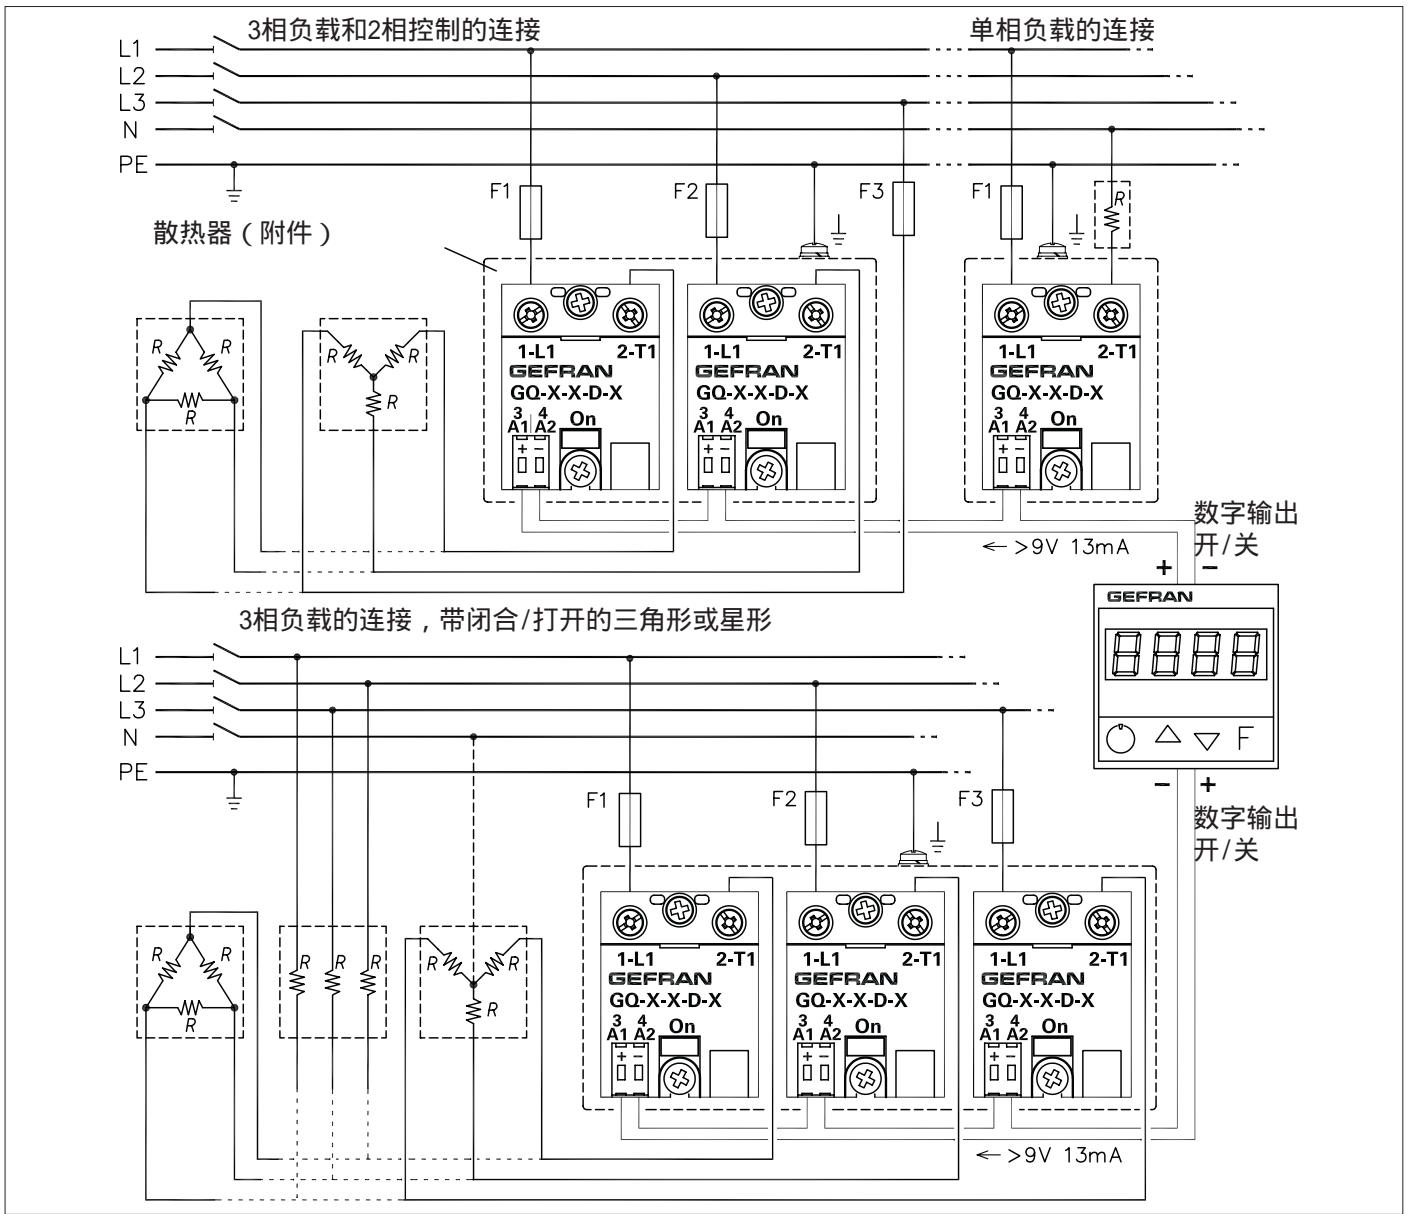 3相负载和2相控制的连接 单相负载的连接
L1
L2
L3
N
PE
F1 F2 F3 F1 R
散热器（附件）
R R R
R R R
1-L1 2-T1
GEFRAN
GQ-X-X-D-X
3 4 On
A1 A2
+ −
1-L1 2-T1
GEFRAN
GQ-X-X-D-X
3 4 On
A1 A2
+ −
1-L1 2-T1
GEFRAN
GQ-X-X-D-X
3 4 On
A1 A2
+ −
数字输出
开/关
← >9V 13mA
+ −
GEFRAN
8888
F
− +
数字输出
开/关
3相负载的连接，带闭合/打开的三角形或星形
L1
L2
L3
N
PE
F1 F2 F3
R R R
R R R
R R R
1-L1 2-T1
GEFRAN
GQ-X-X-D-X
3 4 On
A1 A2
+ −
1-L1 2-T1
GEFRAN
GQ-X-X-D-X
3 4 On
A1 A2
+ −
1-L1 2-T1
GEFRAN
GQ-X-X-D-X
3 4 On
A1 A2
+ −
← >9V 13mA